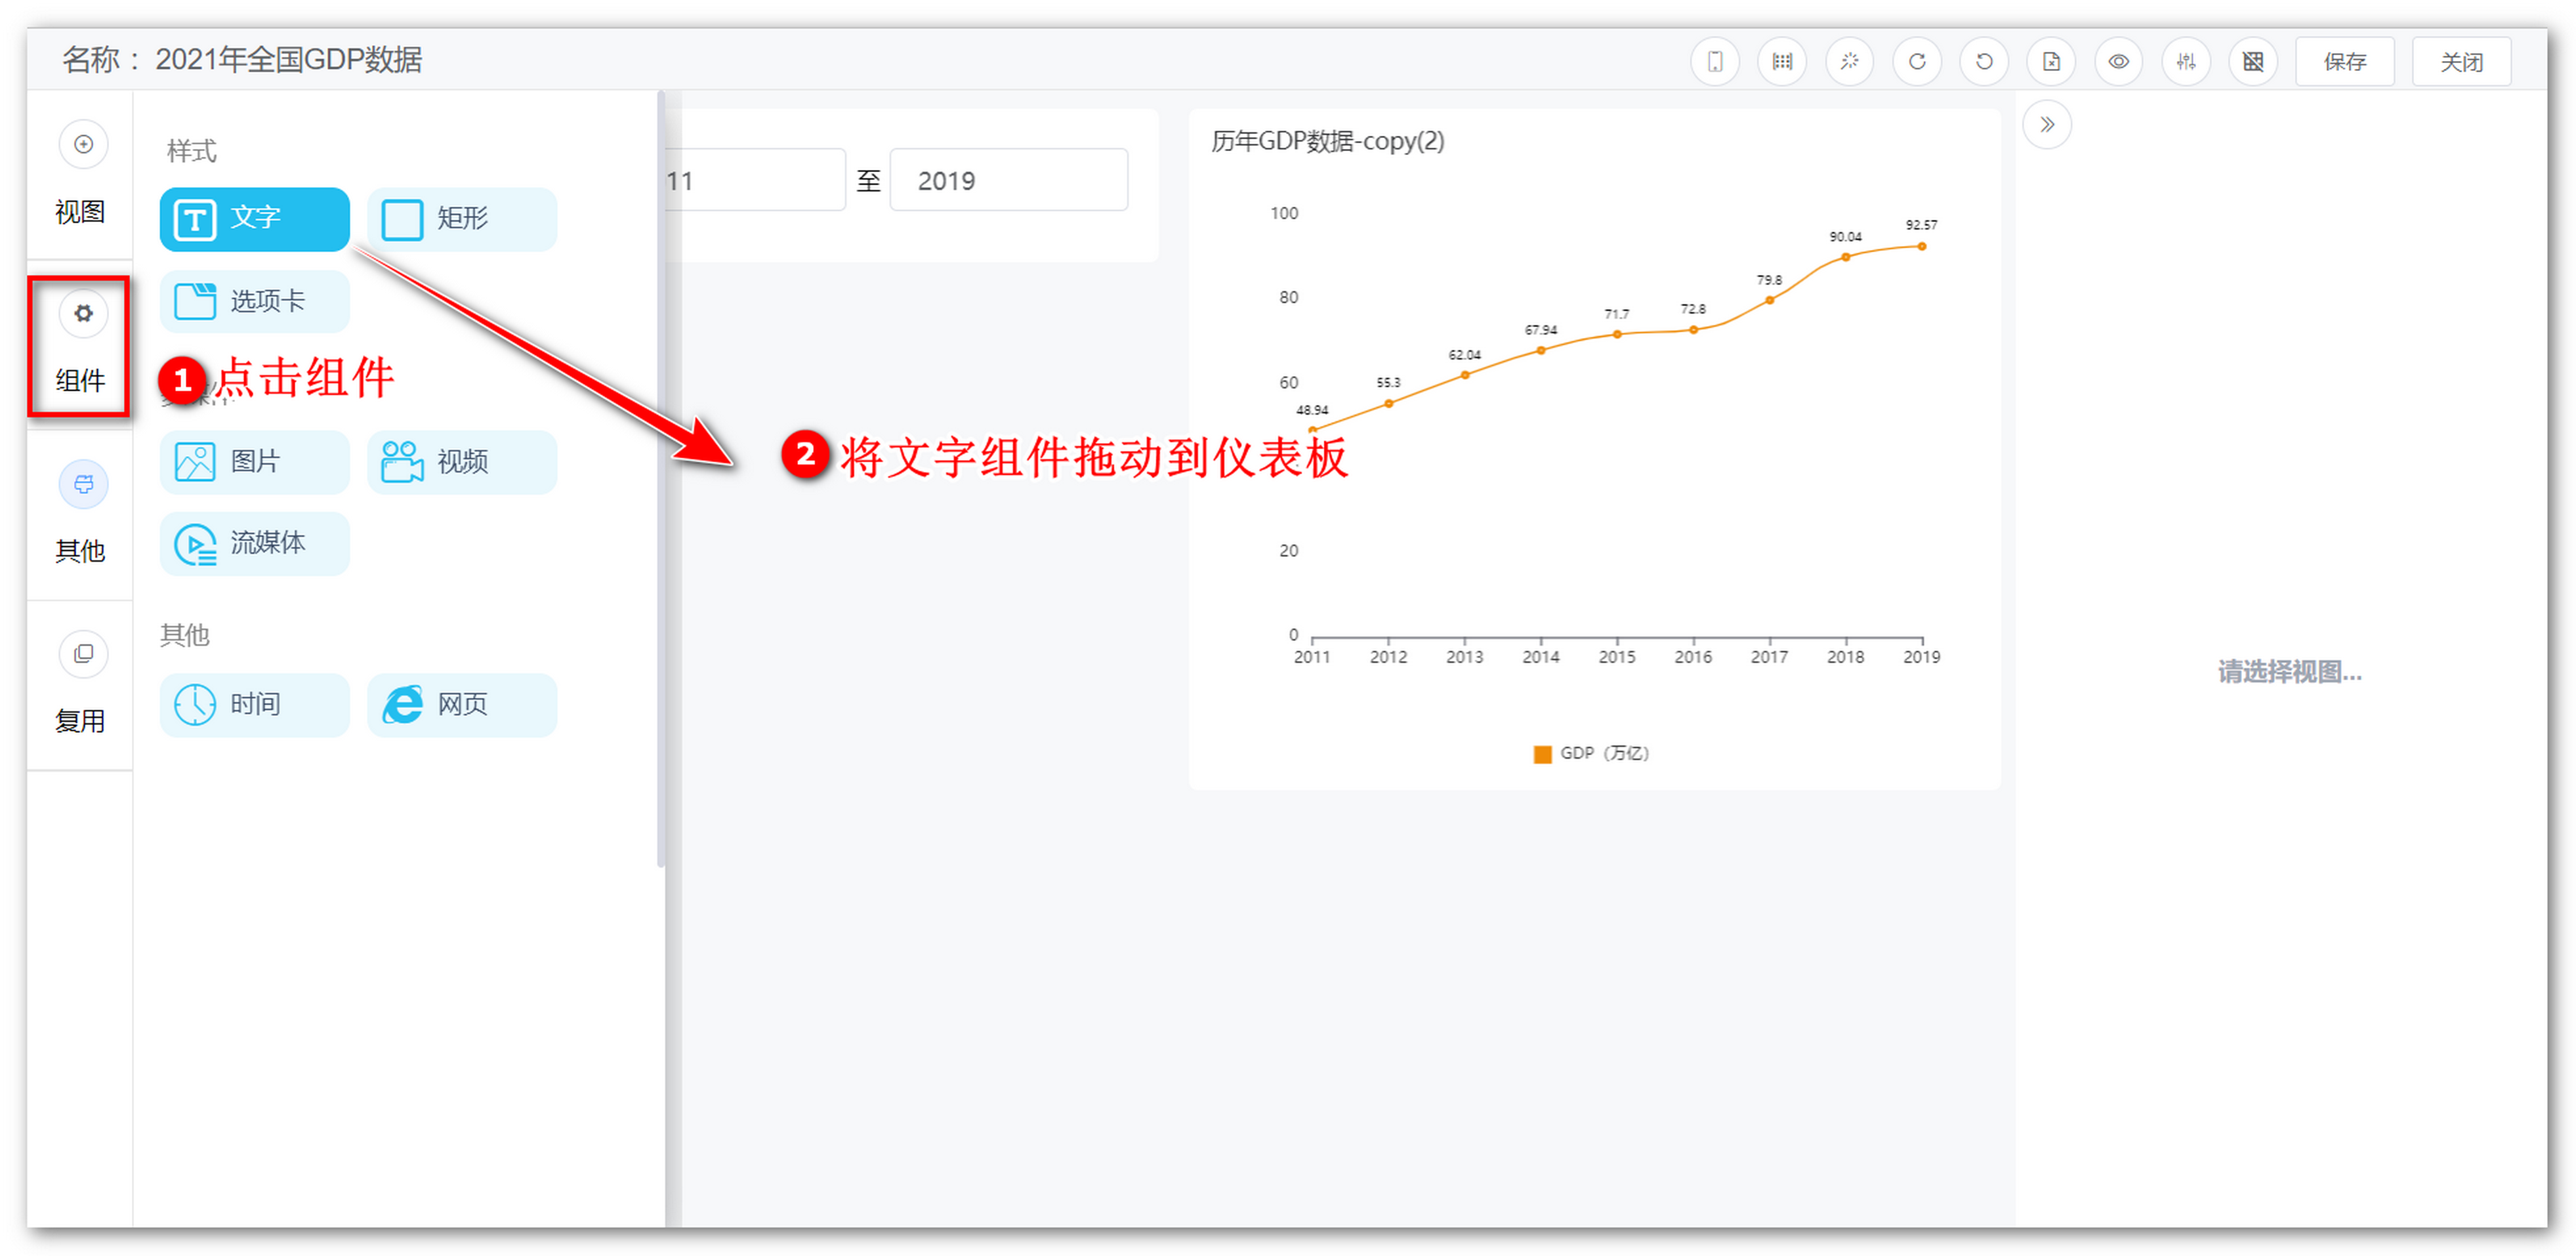 名称： 2021年全国GDP数据
保存
关闭
视图
组件
其他
复用
样式
文字
矩形
选项卡
1 点击组件
图片
视频
流媒体
其他
时间
网页
11 至 2019
2 将文字组件拖动到仪表板
历年GDP数据-copy(2)
100
80
60
20
0
48.94
55.3
62.04
67.94
71.7
72.8
79.8
90.04
92.57
2011 2012 2013 2014 2015 2016 2017 2018 2019
GDP（万亿）
请选择视图...